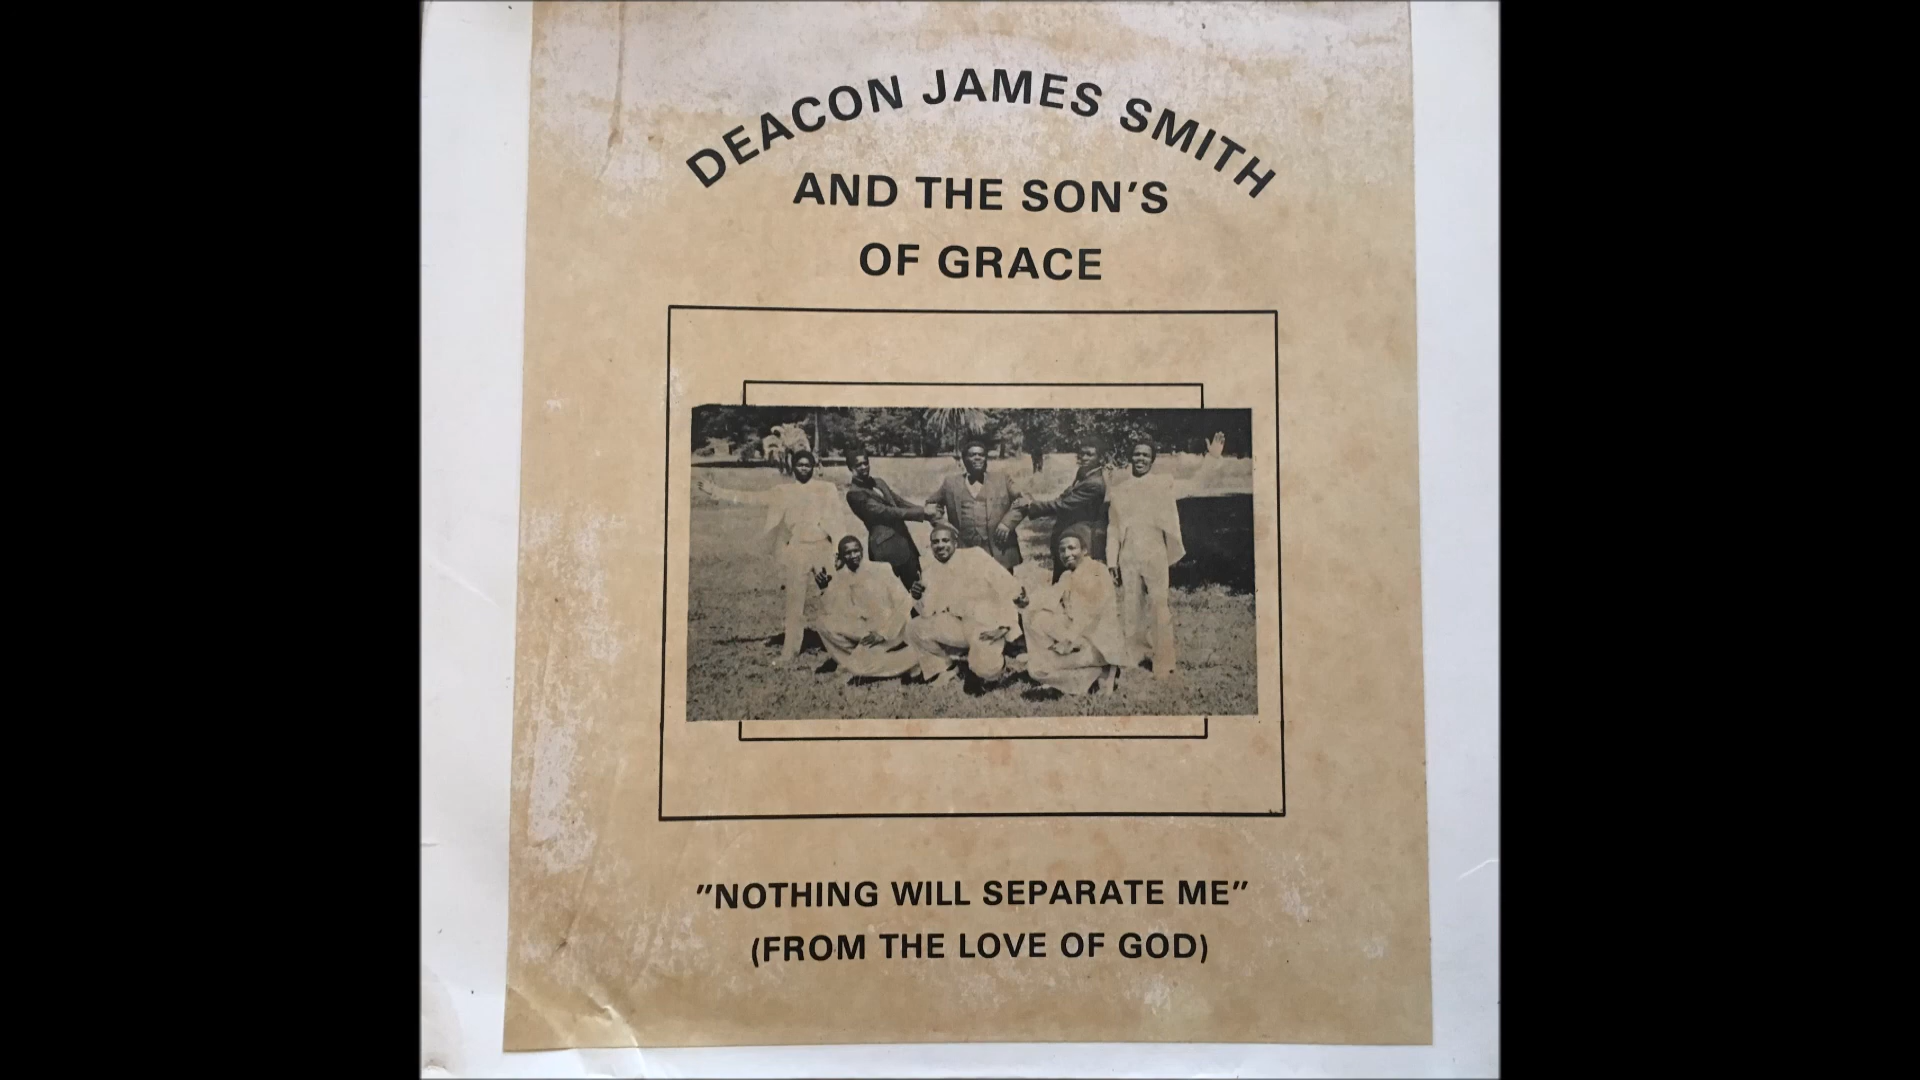 DEACON JAMES SMITH
AND THE SON'S
OF GRACE
"NOTHING WILL SEPARATE ME"
(FROM THE LOVE OF GOD)